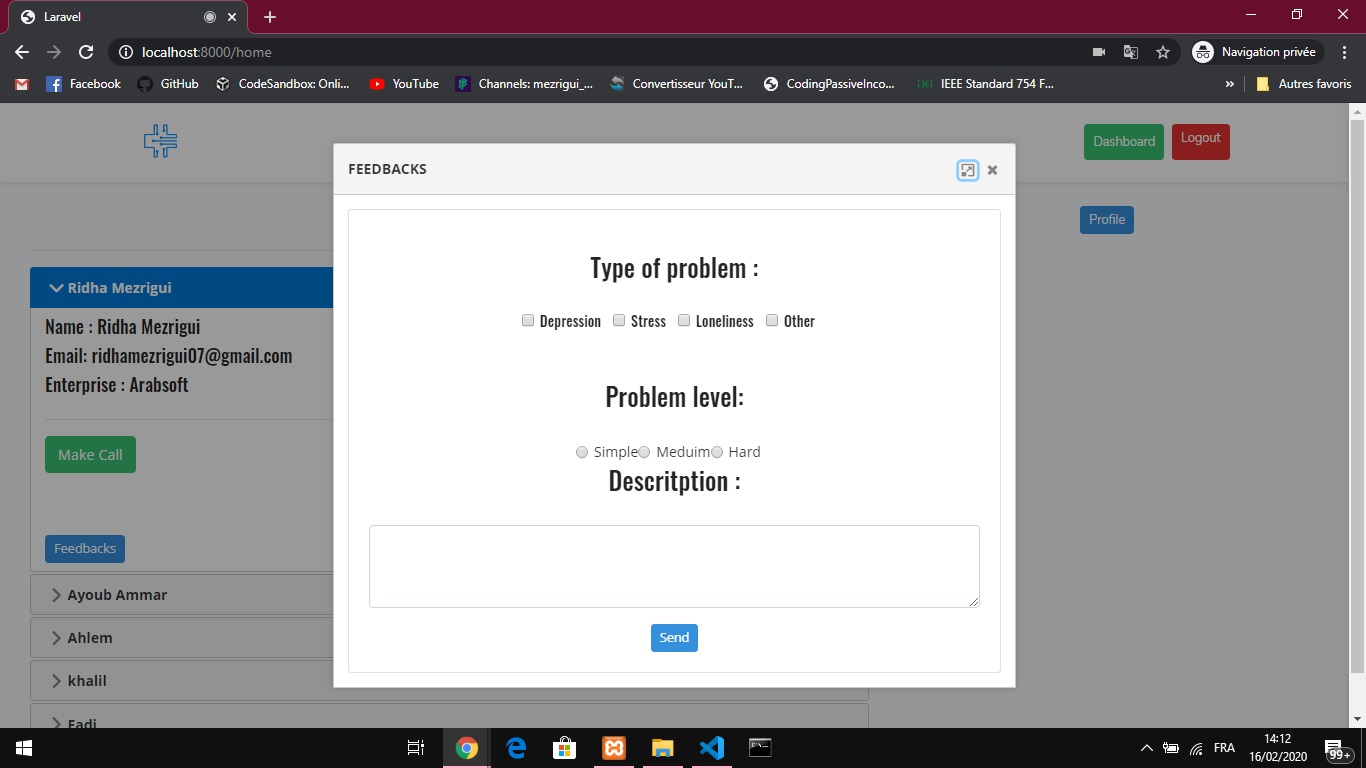 Laravel
localhost:8000/home
Navigation privée
Facebook GitHub CodeSandbox: Onli... YouTube Channels: mezrigui_... Convertisseur YouT... CodingPassiveInco... IEEE Standard 754 F... » Autres favoris
Dashboard Logout
FEEDBACKS
Profile
Type of problem :
Ridha Mezrigui
Name : Ridha Mezrigui
Depression Stress Loneliness Other
Email: ridhamezrigui07@gmail.com
Enterprise : Arabsoft
Problem level:
Make Call
Simple Meduim Hard
Descritption :
Feedbacks
Ayoub Ammar
Ahlem
Send
khalil
Fadi
FRA
14:12
16/02/2020
99+